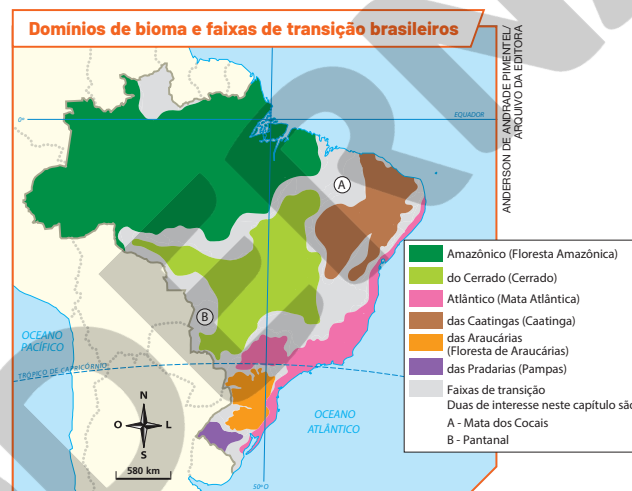 Domínios de bioma e faixas de transição brasileiros
ANDERSON DE ANDRADE PIMENTEL/
ARQUIVO DA EDITORA
0º
EQUADOR
A
B
OCEANO
PACÍFICO
TRÓPICO DE CAPRICÓRNIO
N
O
L
S
580 km
50º O
OCEANO
ATLÂNTICO
Amazônico (Floresta Amazônica)
do Cerrado (Cerrado)
Atlântico (Mata Atlântica)
das Caatingas (Caatinga)
das Araucárias
(Floresta de Araucárias)
das Pradarias (Pampas)
Faixas de transição
Duas de interesse neste capítulo são
A - Mata dos Cocais
B - Pantanal